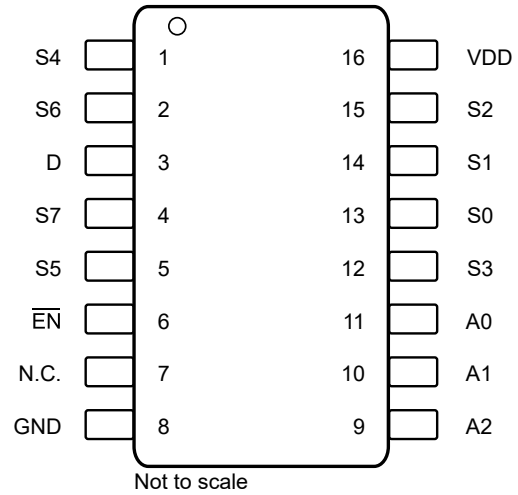 S4 1 16 VDD
S6 2 15 S2
D 3 14 S1
S7 4 13 S0
S5 5 12 S3
E̅N̅ 6 11 A0
N.C. 7 10 A1
GND 8 9 A2
Not to scale